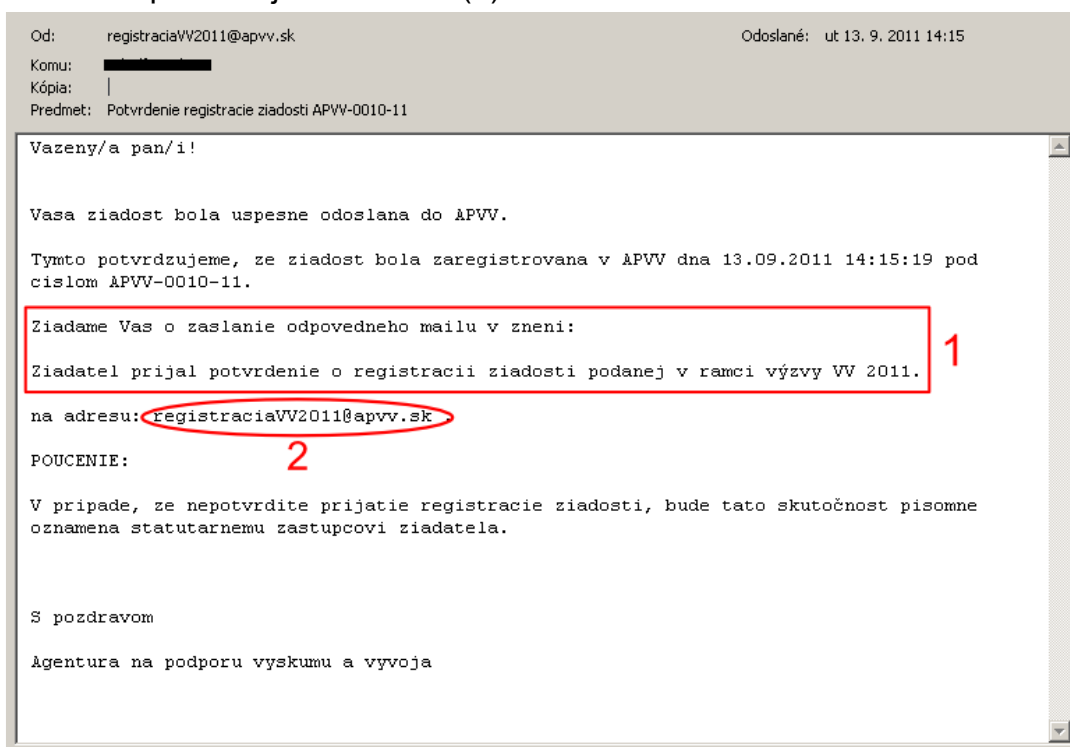 Od: registraciaVV2011@apvv.sk Odoslané: ut 13. 9. 2011 14:15
Komu:
Kópia:
Predmet: Potvrdenie registracie ziadosti APVV-0010-11
Vazeny/a pan/i!
Vasa ziadost bola uspesne odoslana do APVV.
Tymto potvrdzujeme, ze ziadost bola zaregistrovana v APVV dna 13.09.2011 14:15:19 pod
cislom APVV-0010-11.
Ziadame Vas o zaslanie odpovedneho mailu v zneni:
1
Ziadatel prijal potvrdenie o registracii ziadosti podanej v ramci výzvy VV 2011.
na adresu: registraciaVV2011@apvv.sk .
2
POUCENIE:
V pripade, ze nepotvrdite prijatie registracie ziadosti, bude tato skutočnost pisomne
oznamena statutarnemu zastupcovi ziadatela.
S pozdravom
Agentura na podporu vyskumu a vyvoja